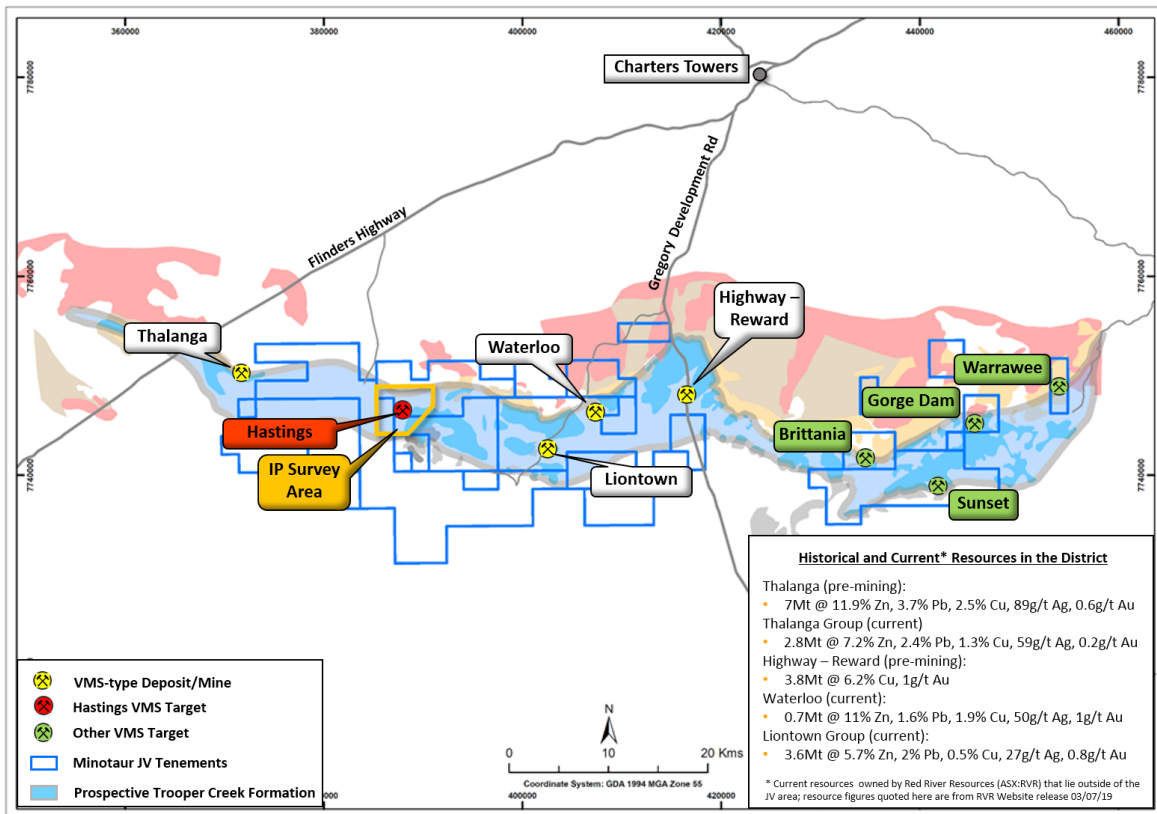 360000
380000
400000
420000
440000
460000
7780000
7780000
Charters Towers
Gregory Development Rd
Flinders Highway
7760000
7760000
Highway –
Reward
Thalanga
Waterloo
Warrawee
Gorge Dam
Hastings
Brittania
IP Survey
Area
Liontown
Sunset
7740000
7740000
Historical and Current* Resources in the District
Thalanga (pre-mining):
• 7Mt @ 11.9% Zn, 3.7% Pb, 2.5% Cu, 89g/t Ag, 0.6g/t Au
Thalanga Group (current)
• 2.8Mt @ 7.2% Zn, 2.4% Pb, 1.3% Cu, 59g/t Ag, 0.2g/t Au
Highway – Reward (pre-mining):
• 3.8Mt @ 6.2% Cu, 1g/t Au
Waterloo (current):
• 0.7Mt @ 11% Zn, 1.6% Pb, 1.9% Cu, 50g/t Ag, 1g/t Au
Liontown Group (current):
• 3.6Mt @ 5.7% Zn, 2% Pb, 0.5% Cu, 27g/t Ag, 0.8g/t Au
* Current resources owned by Red River Resources (ASX:RVR) that lie outside of the
JV area; resource figures quoted here are from RVR Website release 03/07/19
VMS-type Deposit/Mine
Hastings VMS Target
Other VMS Target
Minotaur JV Tenements
Prospective Trooper Creek Formation
N
0 10 20 Kms
Coordinate System: GDA 1994 MGA Zone 55
400000
420000